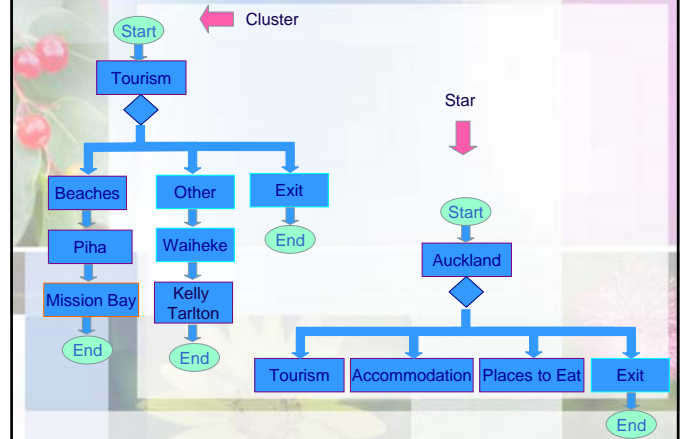 Cluster
Start
Tourism
Beaches
Other
Exit
Piha
Waiheke
End
Mission Bay
Kelly
Tarlton
End
End
Star
Start
Auckland
Tourism
Accommodation
Places to Eat
Exit
End